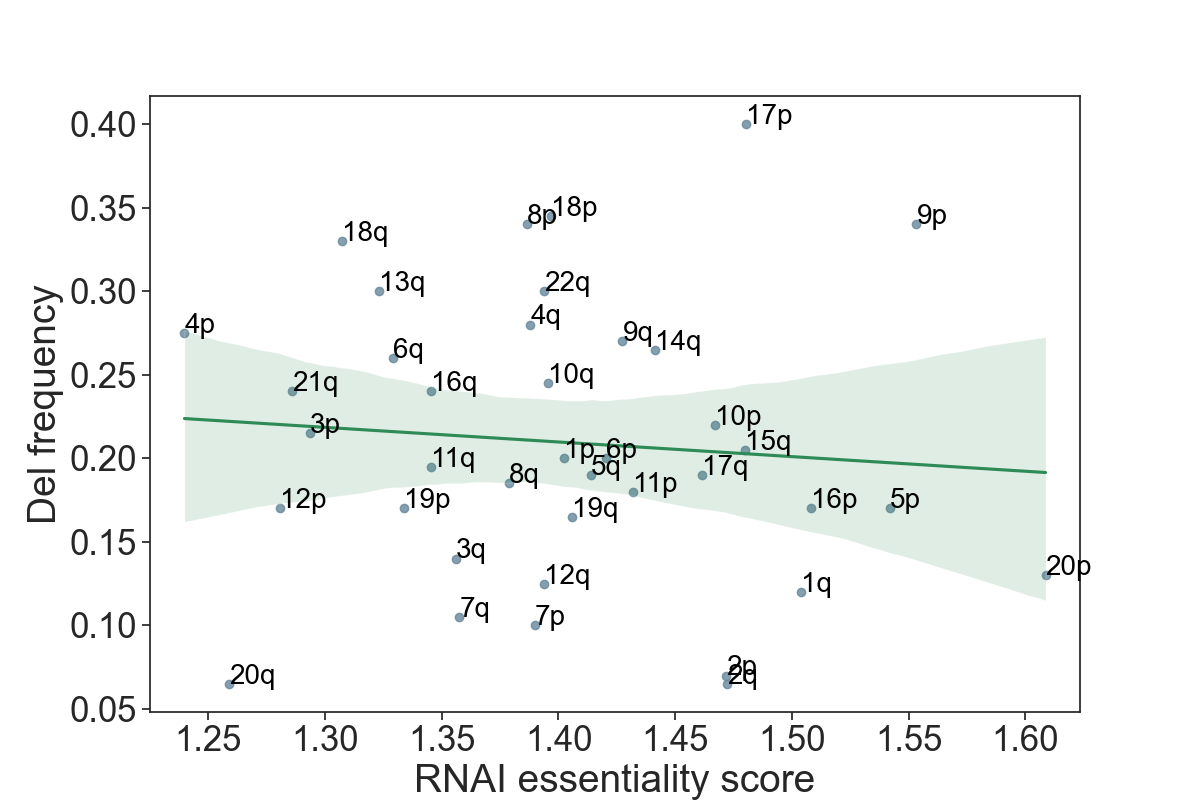 17p
0.40
8p
18p
9p
0.35
18q
13q
22q
0.30
4p
4q
9q
14q
6q
0.25
21q
16q
10q
3p
10p
15q
0.20
11q
1p
6p
5q
17q
8q
11p
12p
19p
19q
16p
5p
0.15
3q
12q
20p
7q
7p
1q
0.10
20q
2p
2q
0.05
Del frequency
1.25 1.30 1.35 1.40 1.45 1.50 1.55 1.60
RNAI essentiality score